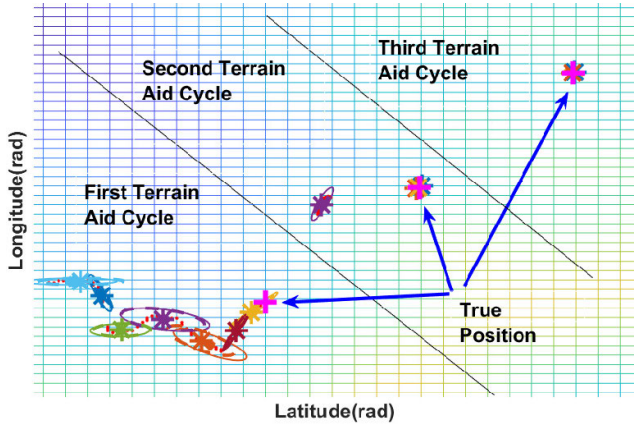 Third Terrain
Aid Cycle
Second Terrain
Aid Cycle
First Terrain
Aid Cycle
True
Position
Longitude(rad)
Latitude(rad)